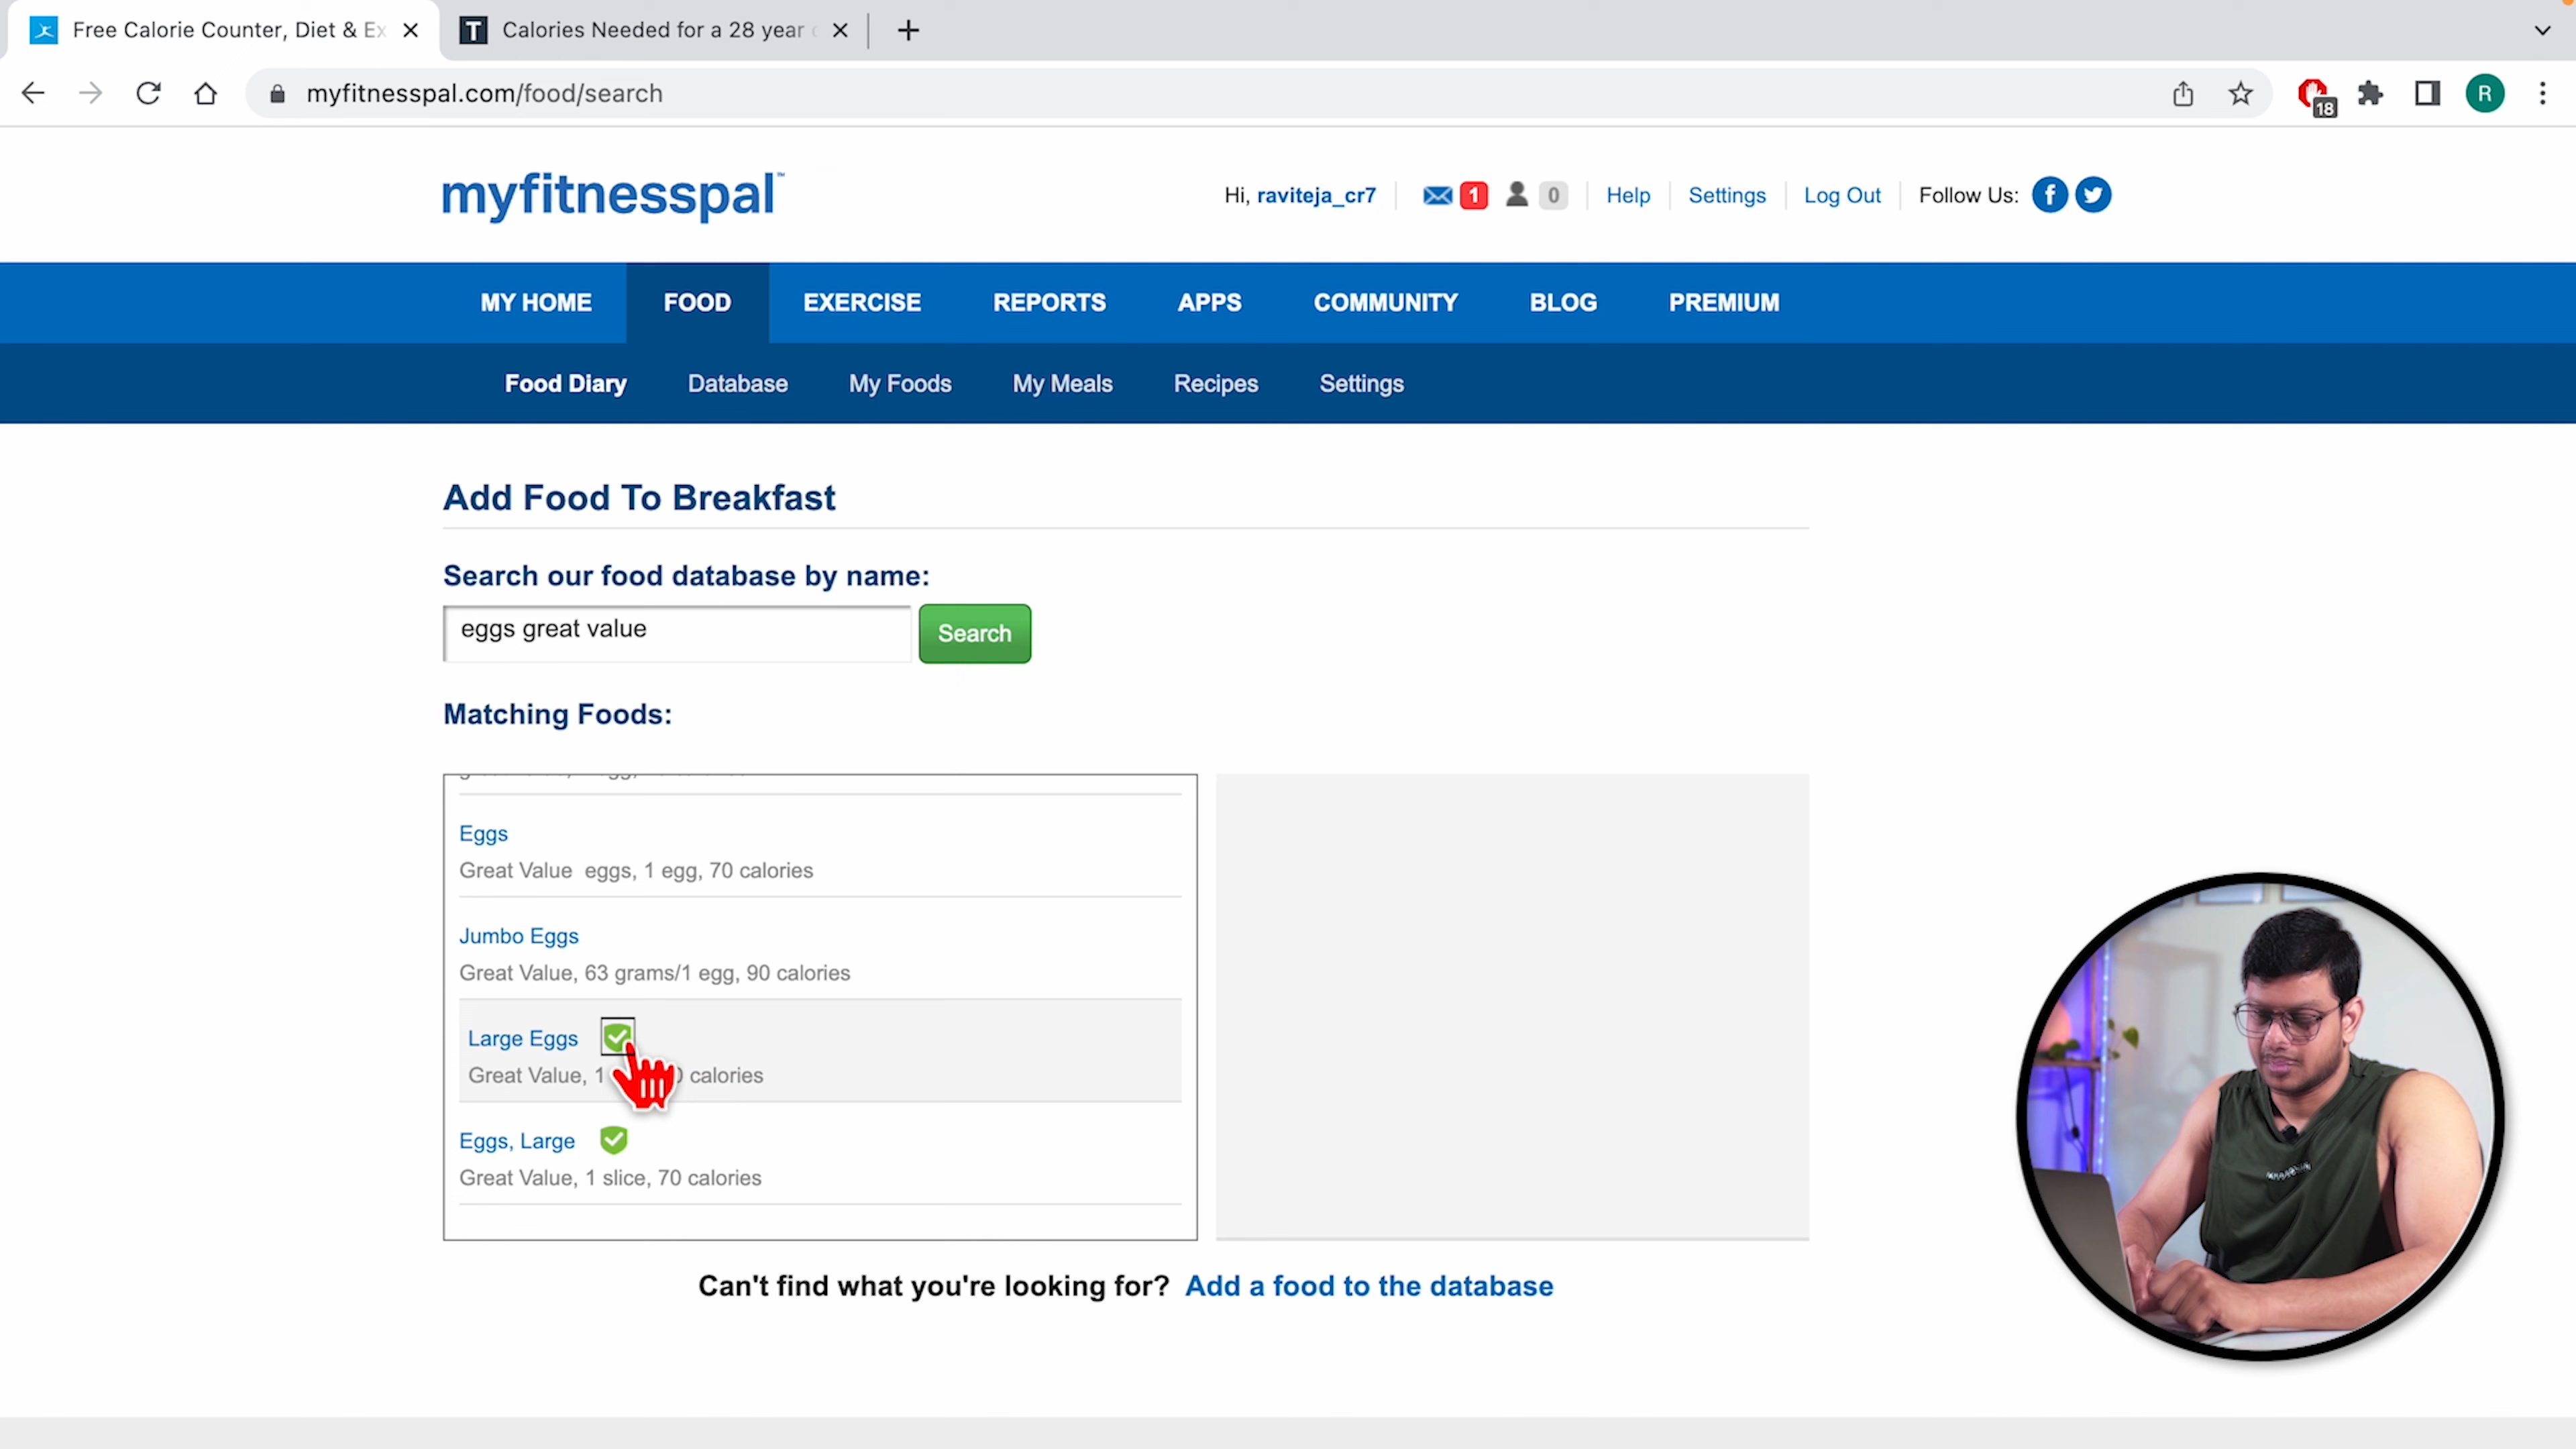 Free Calorie Counter, Diet & Ex
Calories Needed for a 28 year
myfitnesspal.com/food/search
18
R
myfitnesspal
Hi, raviteja_cr7
1
0
Help
Settings
Log Out
Follow Us:
MY HOME
FOOD
EXERCISE
REPORTS
APPS
COMMUNITY
BLOG
PREMIUM
Food Diary
Database
My Foods
My Meals
Recipes
Settings
Add Food To Breakfast
Search our food database by name:
eggs great value
Search
Matching Foods:
Eggs
Great Value eggs, 1 egg, 70 calories
Jumbo Eggs
Great Value, 63 grams/1 egg, 90 calories
Large Eggs
Great Value, 1 calories
Eggs, Large
Great Value, 1 slice, 70 calories
Can't find what you're looking for? Add a food to the database